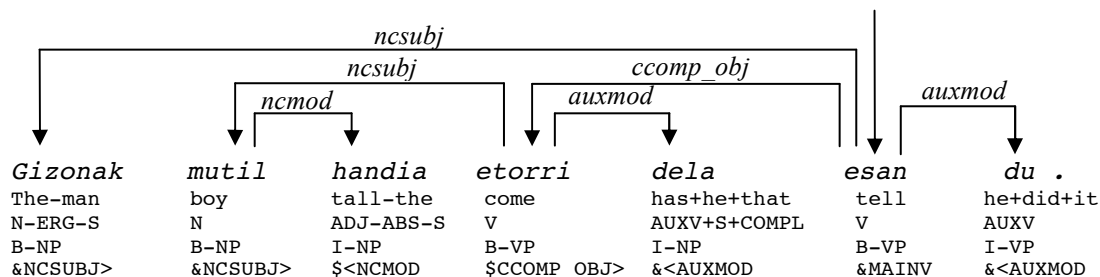 ncsubj
ncsubj ccomp_obj
ncmod auxmod auxmod
Gizonak mutil handia etorri dela esan du .
The-man boy tall-the come has+he+that tell he+did+it
N-ERG-S N ADJ-ABS-S V AUXV+S+COMPL V AUXV
B-NP B-NP I-NP B-VP I-NP B-VP I-VP
&NCSUBJ> &NCSUBJ> $<NCMOD $CCOMP_OBJ> &<AUXMOD &MAINV &<AUXMOD